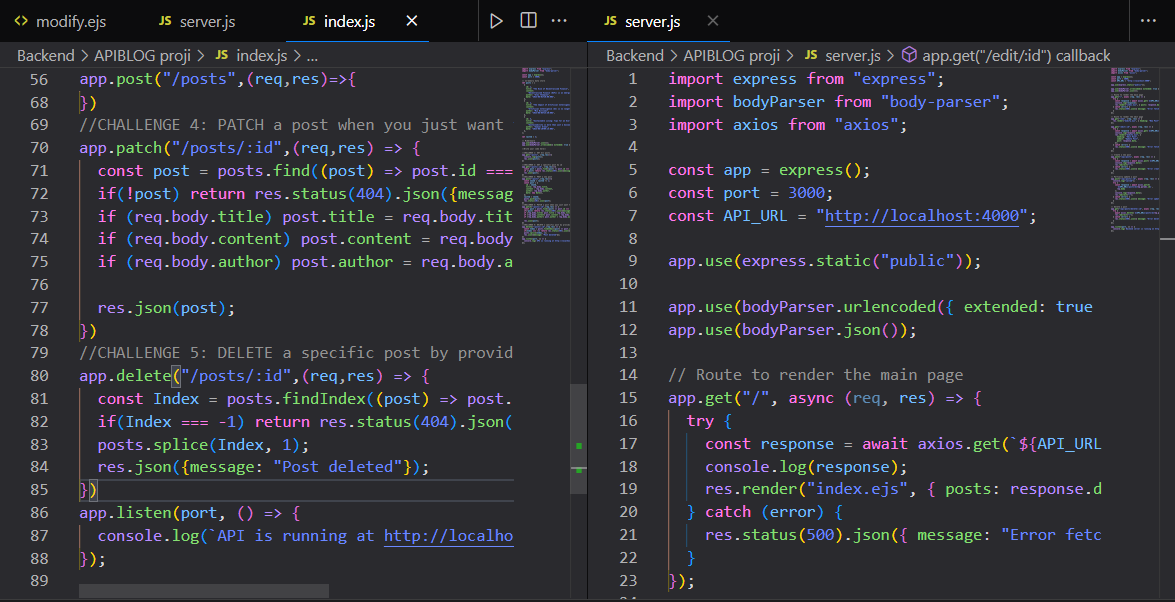 modify.ejs JS server.js JS index.js JS server.js
Backend > APIBLOG proji > JS index.js > ...
56 app.post("/posts",(req,res)=>{
68 })
69 //CHALLENGE 4: PATCH a post when you just want
70 app.patch("/posts/:id",(req,res) => {
71 const post = posts.find((post) => post.id ===
72 if(!post) return res.status(404).json({messag
73 if (req.body.title) post.title = req.body.tit
74 if (req.body.content) post.content = req.body
75 if (req.body.author) post.author = req.body.a
76
77 res.json(post);
78 })
79 //CHALLENGE 5: DELETE a specific post by provid
80 app.delete("/posts/:id",(req,res) => {
81 const Index = posts.findIndex((post) => post.
82 if(Index === -1) return res.status(404).json(
83 posts.splice(Index, 1);
84 res.json({message: "Post deleted"});
85 })
86 app.listen(port, () => {
87 console.log(`API is running at http://localho
88 });
89
Backend > APIBLOG proji > JS server.js > app.get("/edit/:id") callback
1 import express from "express";
2 import bodyParser from "body-parser";
3 import axios from "axios";
4
5 const app = express();
6 const port = 3000;
7 const API_URL = "http://localhost:4000";
8
9 app.use(express.static("public"));
10
11 app.use(bodyParser.urlencoded({ extended: true
12 app.use(bodyParser.json());
13
14 // Route to render the main page
15 app.get("/", async (req, res) => {
16 try {
17 const response = await axios.get(`${API_URL
18 console.log(response);
19 res.render("index.ejs", { posts: response.d
20 } catch (error) {
21 res.status(500).json({ message: "Error fetc
22 }
23 });